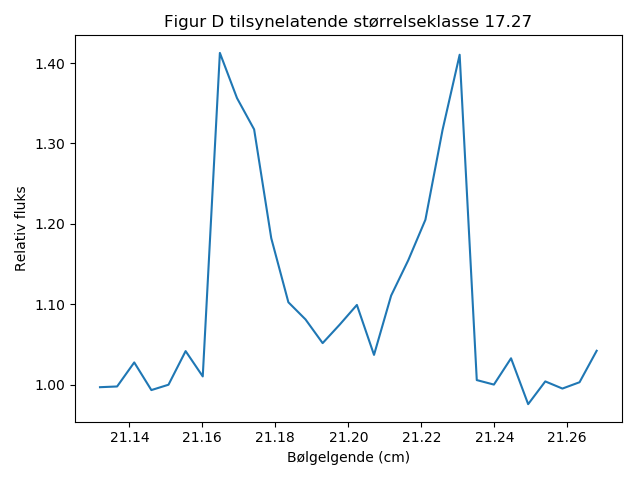 Figur D tilsynelatende størrelseklasse 17.27
1.40
1.30
1.20
1.10
1.00
Relativ fluks
21.14 21.16 21.18 21.20 21.22 21.24 21.26
Bølgelgende (cm)